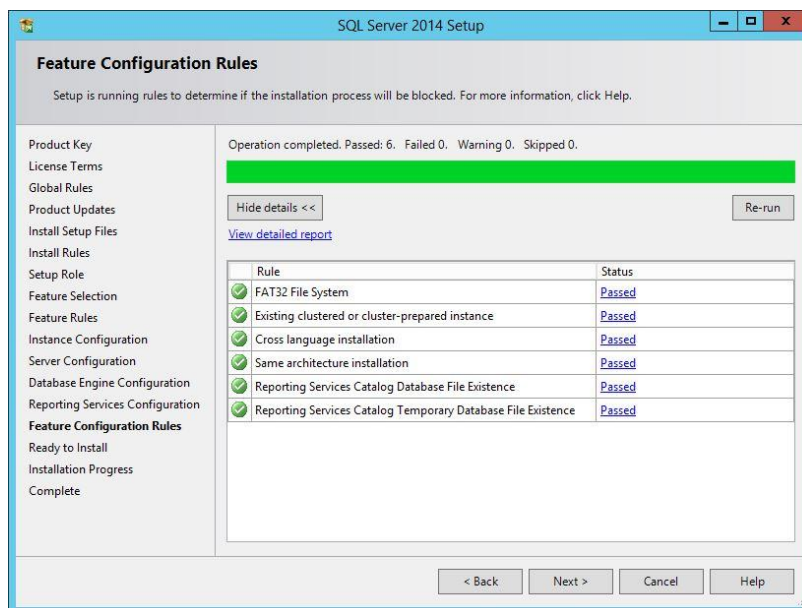 SQL Server 2014 Setup
Feature Configuration Rules
Setup is running rules to determine if the installation process will be blocked. For more information, click Help.
Product Key
License Terms
Global Rules
Product Updates
Install Setup Files
Install Rules
Setup Role
Feature Selection
Feature Rules
Instance Configuration
Server Configuration
Database Engine Configuration
Reporting Services Configuration
Feature Configuration Rules
Ready to Install
Installation Progress
Complete
Operation completed. Passed: 6. Failed 0. Warning 0. Skipped 0.
Hide details << Re-run
View detailed report
Rule Status
FAT32 File System Passed
Existing clustered or cluster-prepared instance Passed
Cross language installation Passed
Same architecture installation Passed
Reporting Services Catalog Database File Existence Passed
Reporting Services Catalog Temporary Database File Existence Passed
< Back Next > Cancel Help